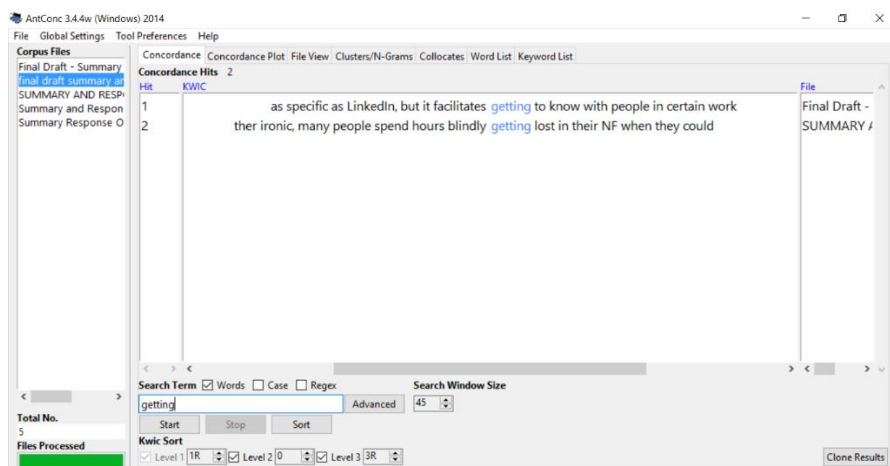 AntConc 3.4.4w (Windows) 2014
File Global Settings Tool Preferences Help
Corpus Files
Final Draft - Summary
final draft summary ar
SUMMARY AND RESP
Summary and Respon
Summary Response O
Concordance Concordance Plot File View Clusters/N-Grams Collocates Word List Keyword List
Concordance Hits 2
Hit KWIC File
1 as specific as LinkedIn, but it facilitates getting to know with people in certain work Final Draft -
2 ther ironic, many people spend hours blindly getting lost in their NF when they could SUMMARY A
Search Term Words Case Regex Search Window Size
getting Advanced 45
Start Stop Sort
Total No.
5
Files Processed
Kwic Sort
Level 1 1R Level 2 0 Level 3 3R Clone Results